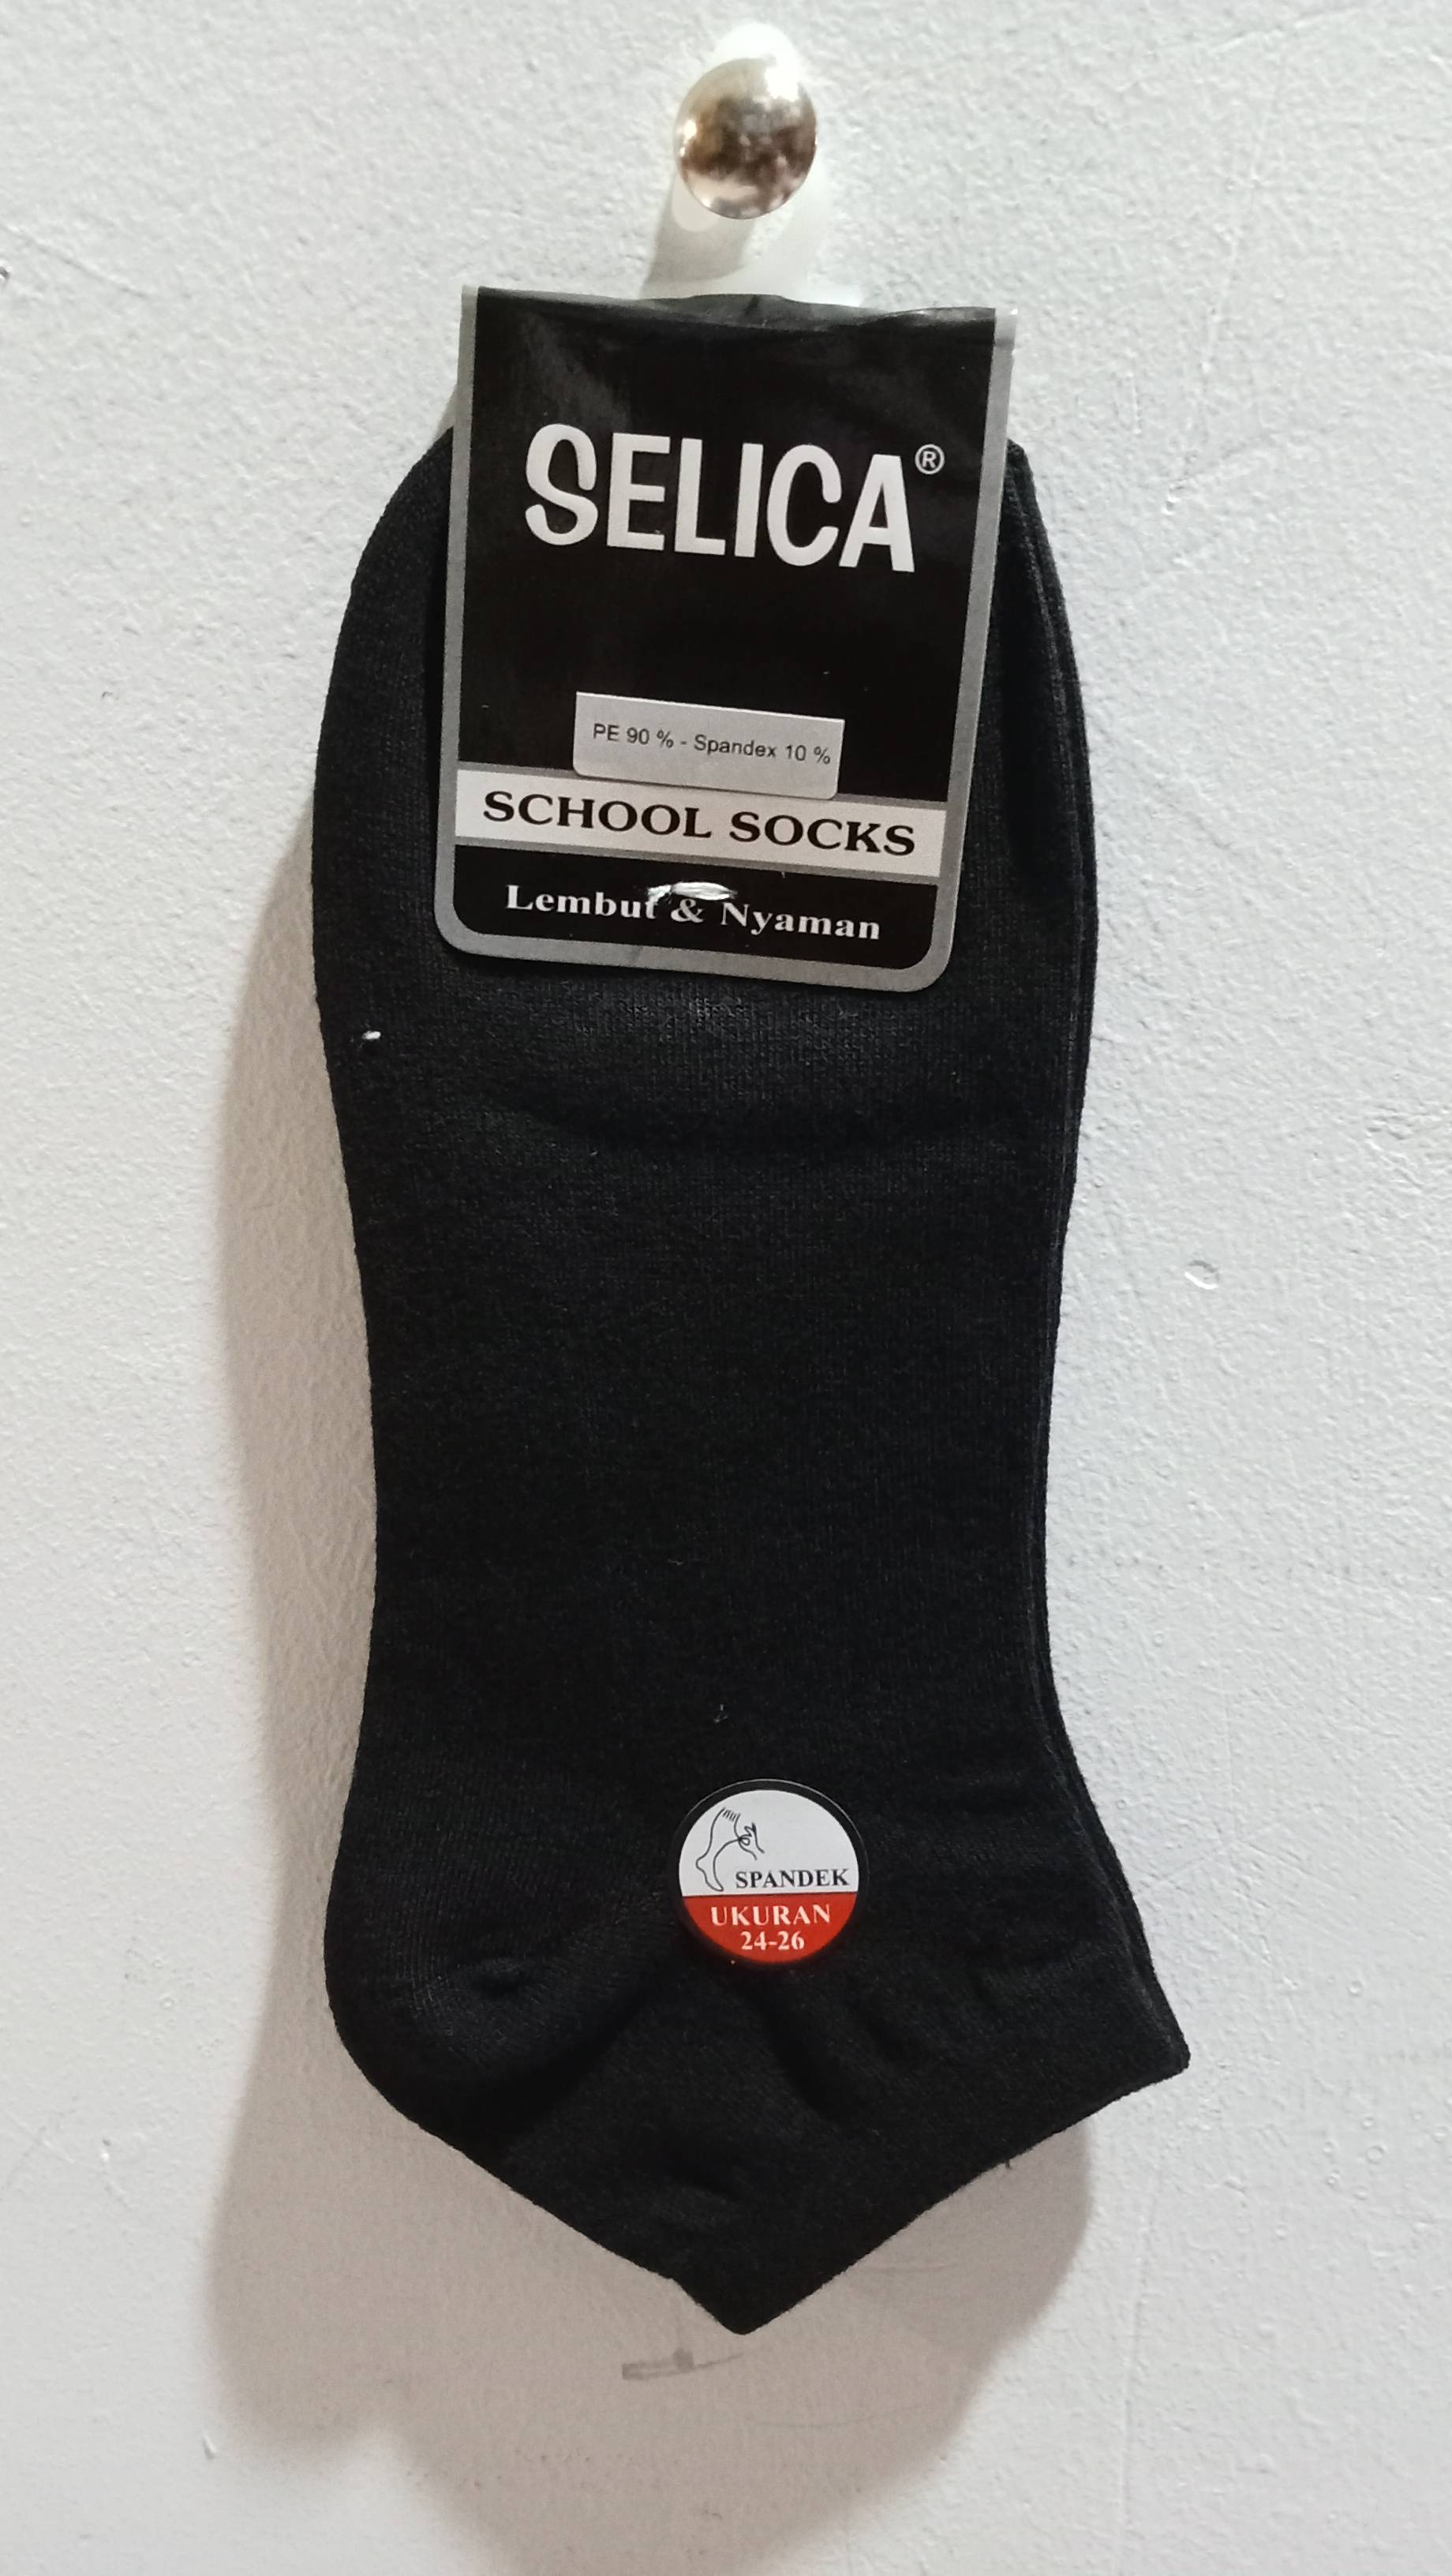 SELICA®
PE 90 % - Spandex 10 %
SCHOOL SOCKS
Lembut & Nyaman
SPANDEK
UKURAN
24-26